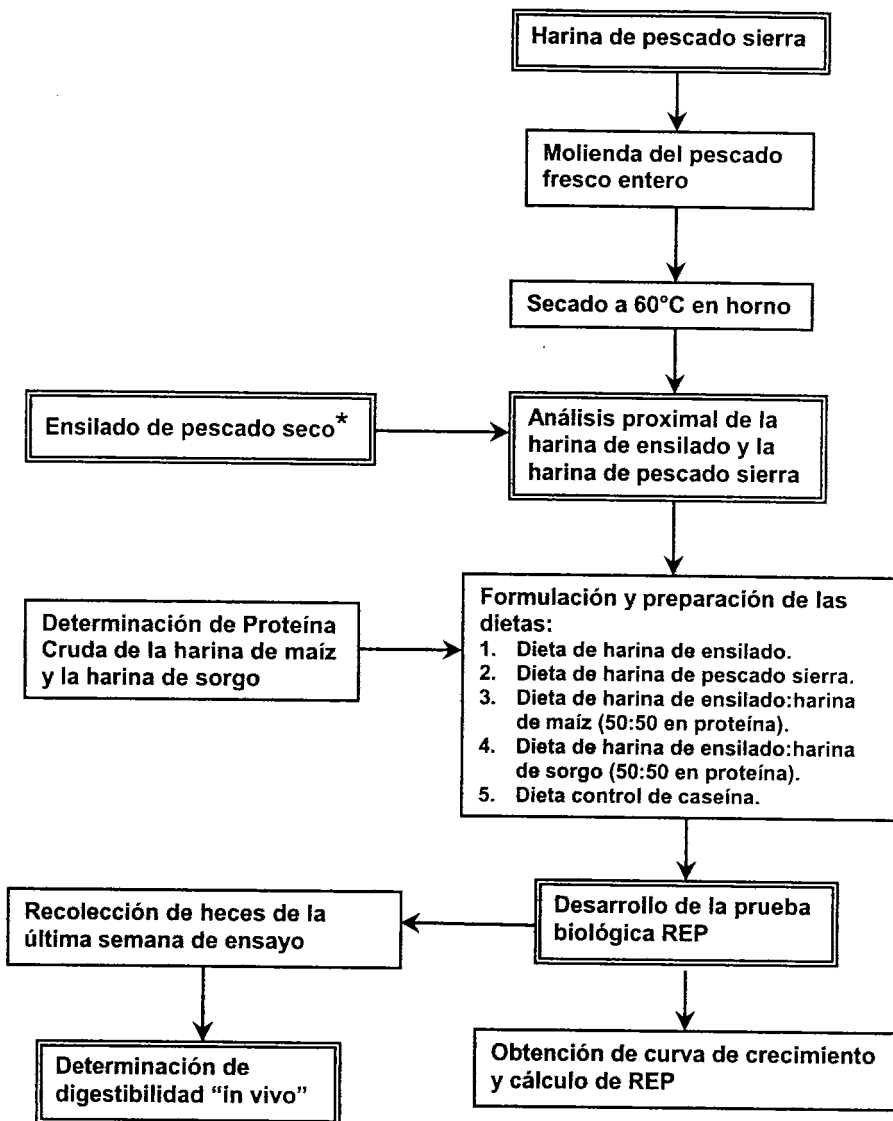 Harina de pescado sierra
Molienda del pescado
fresco entero
Secado a 60°C en horno
Ensilado de pescado seco*
Análisis proximal de la
harina de ensilado y la
harina de pescado sierra
Determinación de Proteína
Cruda de la harina de maíz
y la harina de sorgo
Formulación y preparación de las
dietas:
1. Dieta de harina de ensilado.
2. Dieta de harina de pescado sierra.
3. Dieta de harina de ensilado:harina
de maíz (50:50 en proteína).
4. Dieta de harina de ensilado:harina
de sorgo (50:50 en proteína).
5. Dieta control de caseína.
Recolección de heces de la
última semana de ensayo
Desarrollo de la prueba
biológica REP
Determinación de
digestibilidad “in vivo”
Obtención de curva de crecimiento
y cálculo de REP